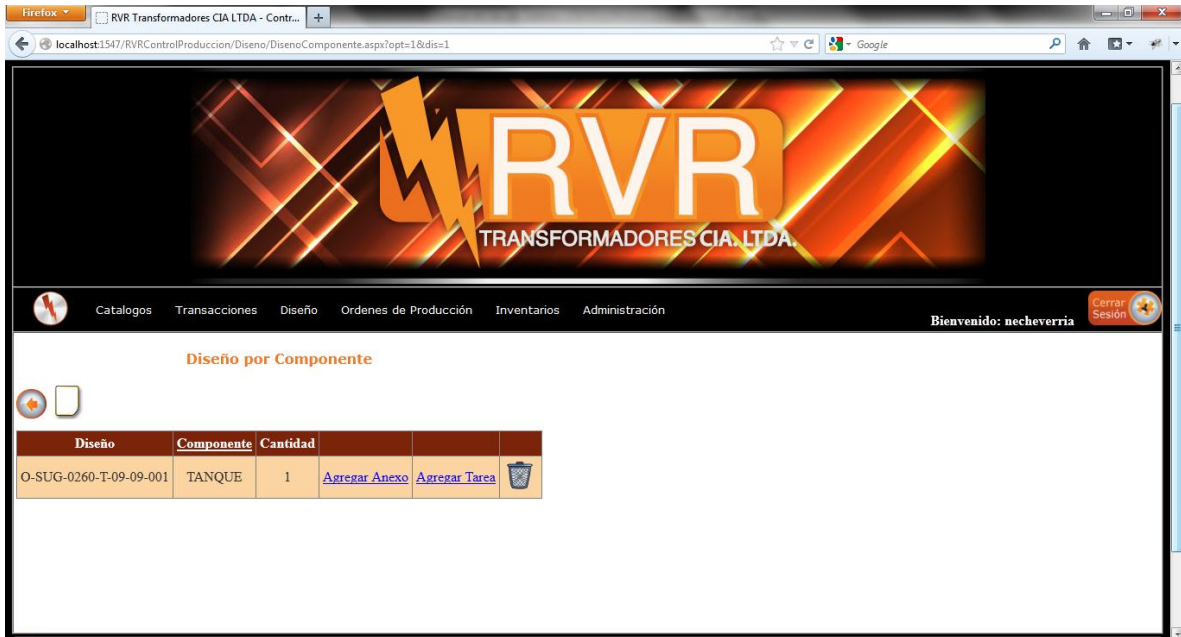 Firefox
RVR Transformadores CIA LTDA - Contr...
localhost:1547/RVRControlProduccion/Diseno/DisenoComponente.aspx?opt=1&dis=1
Google
RVR
TRANSFORMADORES CIA. LTDA.
Catalogos Transacciones Diseño Ordenes de Producción Inventarios Administración
Bienvenido: necheverria
Cerrar
Sesión
Diseño por Componente
Diseño Componente Cantidad
O-SUG-0260-T-09-09-001 TANQUE 1 Agregar Anexo Agregar Tarea